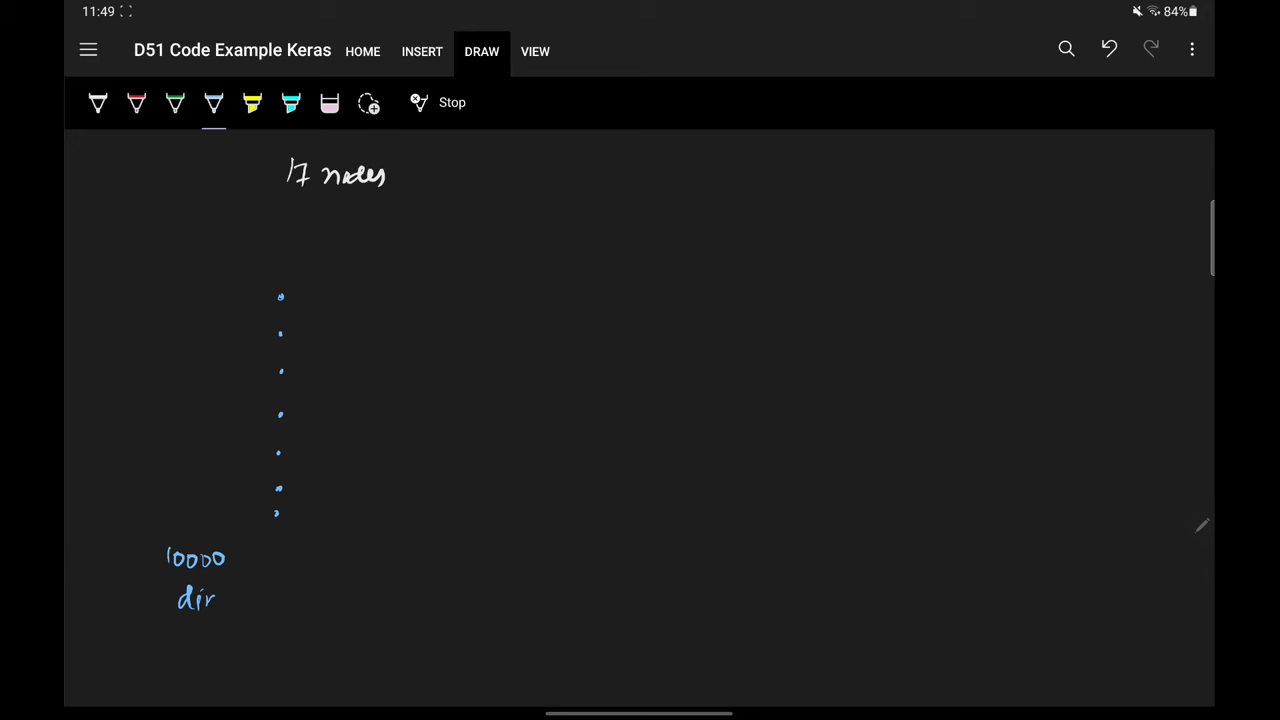 11:49 84%
D51 Code Example Keras HOME INSERT DRAW VIEW
Stop
17 nodes
10000
dir